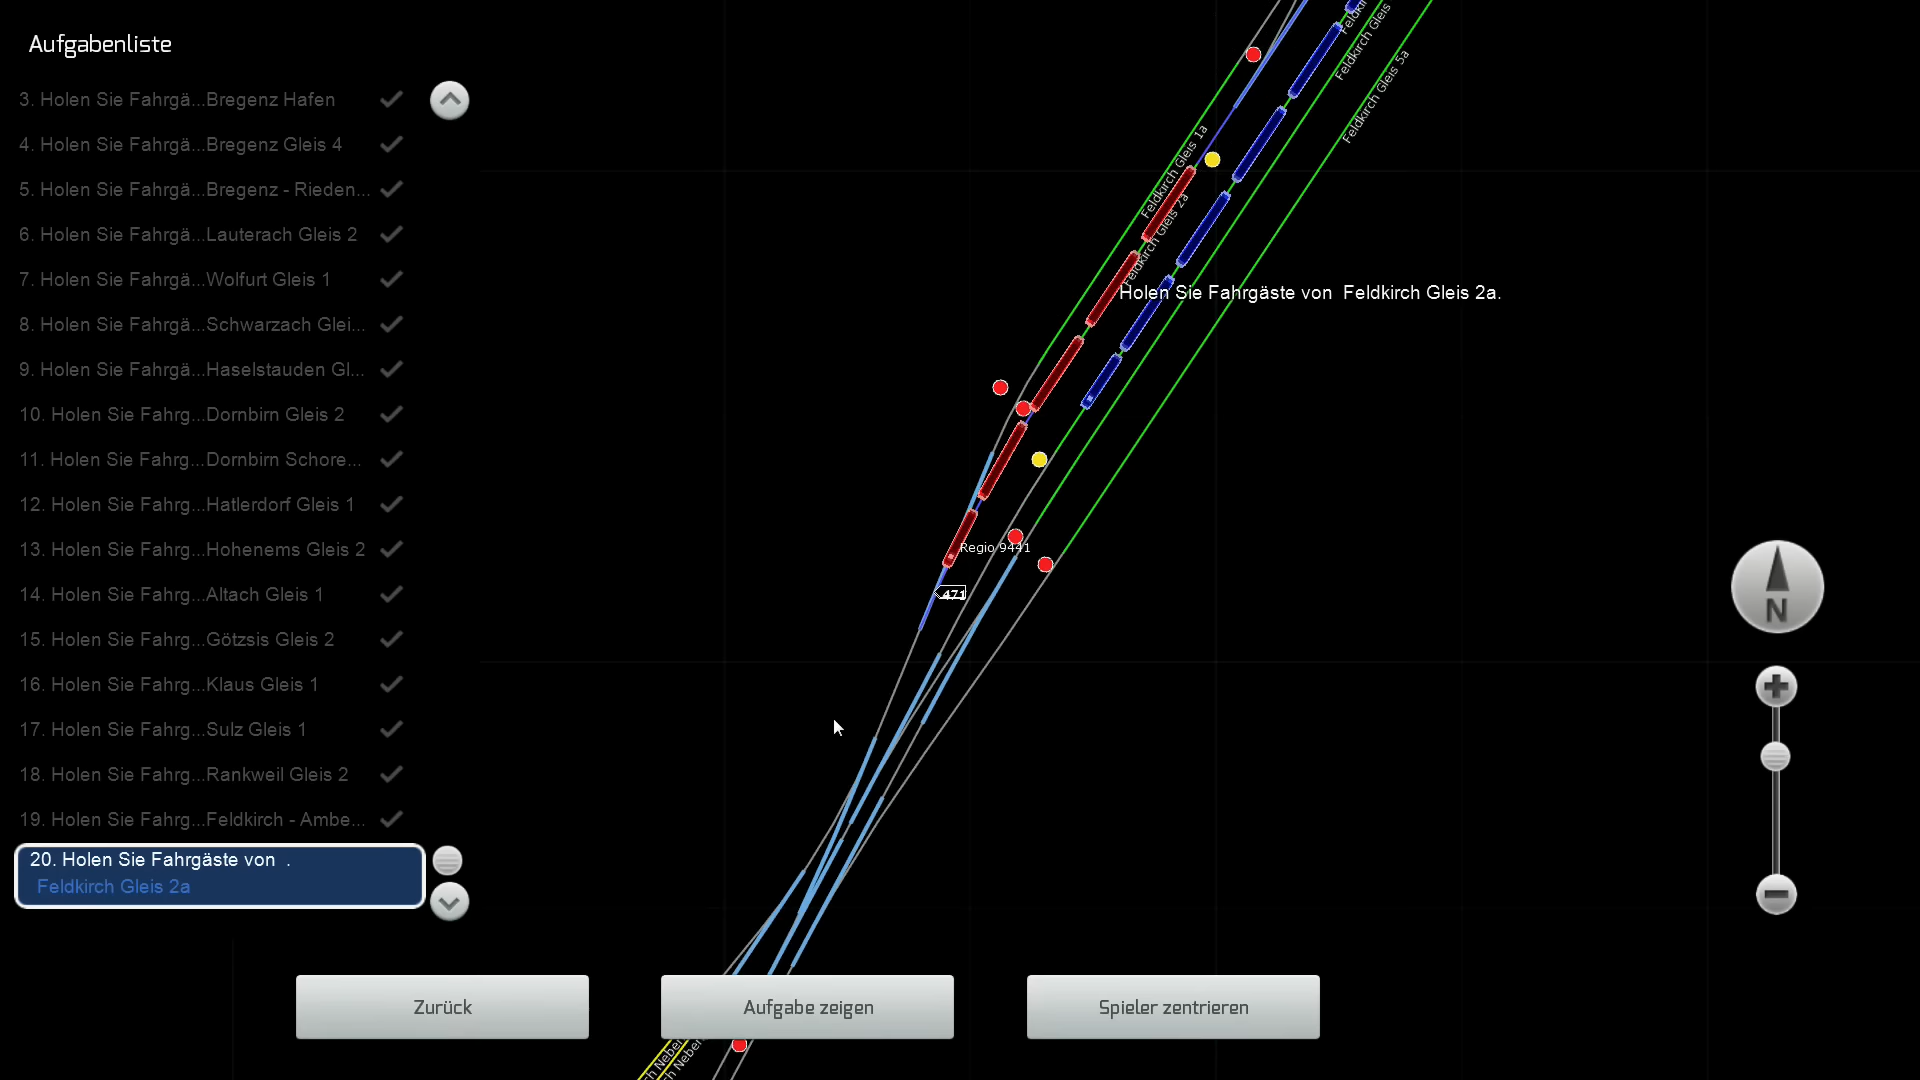 Aufgabenliste
3. Holen Sie Fahrgä...Bregenz Hafen
4. Holen Sie Fahrgä...Bregenz Gleis 4
5. Holen Sie Fahrgä...Bregenz - Rieden...
6. Holen Sie Fahrgä...Lauterach Gleis 2
7. Holen Sie Fahrgä...Wolfurt Gleis 1
8. Holen Sie Fahrgä...Schwarzach Glei...
9. Holen Sie Fahrgä...Haselstauden Gl...
10. Holen Sie Fahrg...Dornbirn Gleis 2
11. Holen Sie Fahrg...Dornbirn Schore...
12. Holen Sie Fahrg...Hatlerdorf Gleis 1
13. Holen Sie Fahrg...Hohenems Gleis 2
14. Holen Sie Fahrg...Altach Gleis 1
15. Holen Sie Fahrg...Götzsis Gleis 2
16. Holen Sie Fahrg...Klaus Gleis 1
17. Holen Sie Fahrg...Sulz Gleis 1
18. Holen Sie Fahrg...Rankweil Gleis 2
19. Holen Sie Fahrg...Feldkirch - Ambe...
20. Holen Sie Fahrgäste von .
Feldkirch Gleis 2a
Feldkirch Gleis 1a
Feldkirch Gleis 2a
Feldkirch Gleis
Feldkirch Gleis 5a
Holen Sie Fahrgäste von Feldkirch Gleis 2a.
Regio 9441
471
N
Zurück
Aufgabe zeigen
Spieler zentrieren